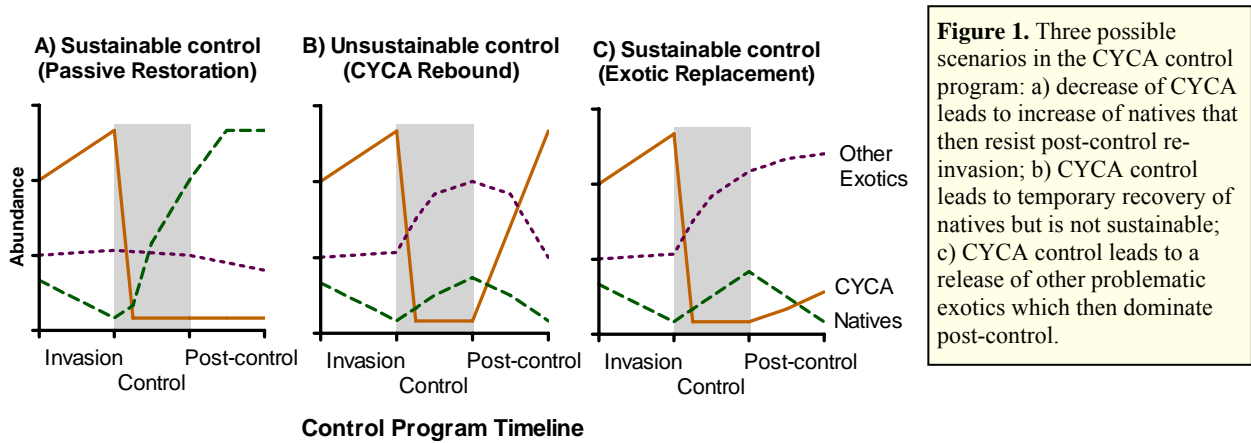 A) Sustainable control
(Passive Restoration)
B) Unsustainable control
(CYCA Rebound)
C) Sustainable control
(Exotic Replacement)
Abundance
Other
Exotics
CYCA
Natives
Invasion
Control
Post-control
Invasion
Control
Post-control
Invasion
Control
Post-control
Control Program Timeline
Figure 1. Three possible
scenarios in the CYCA control
program: a) decrease of CYCA
leads to increase of natives that
then resist post-control re-
invasion; b) CYCA control
leads to temporary recovery of
natives but is not sustainable;
c) CYCA control leads to a
release of other problematic
exotics which then dominate
post-control.